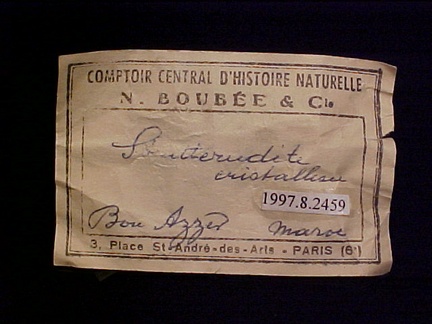 COMPTOIR CENTRAL D'HISTOIRE NATURELLE
N. BOUBÉE & Cie
Skutterudite
cristallisée
1997.8.2459
Bou Azzer Maroc
3, Place St-André-des-Arts - PARIS (6e)